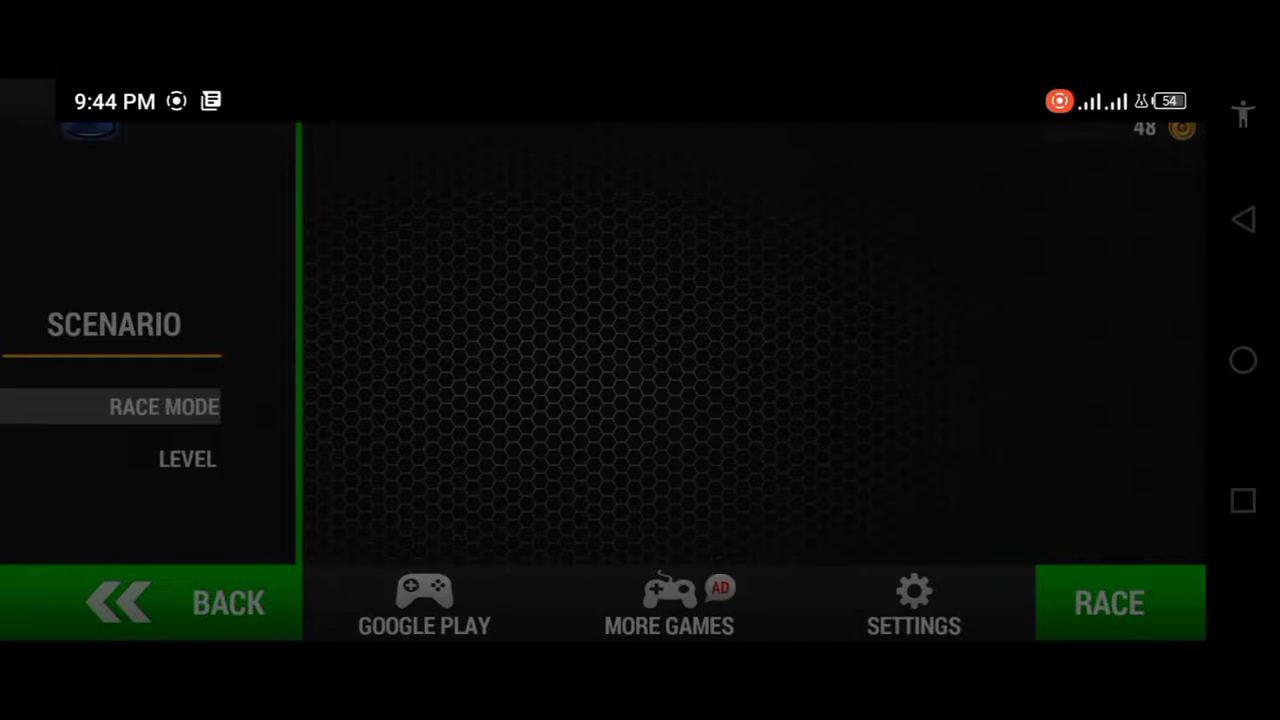 9:44 PM
54
48
SCENARIO
RACE MODE
LEVEL
BACK
GOOGLE PLAY
MORE GAMES
AD
SETTINGS
RACE